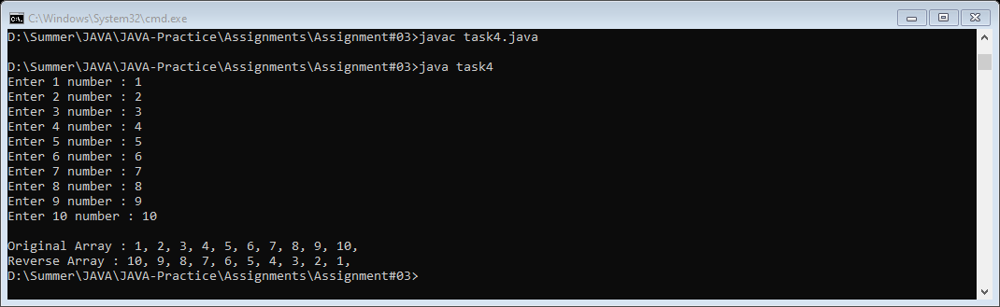 C:\Windows\System32\cmd.exe
D:\Summer\JAVA\JAVA-Practice\Assignments\Assignment#03>javac task4.java
D:\Summer\JAVA\JAVA-Practice\Assignments\Assignment#03>java task4
Enter 1 number : 1
Enter 2 number : 2
Enter 3 number : 3
Enter 4 number : 4
Enter 5 number : 5
Enter 6 number : 6
Enter 7 number : 7
Enter 8 number : 8
Enter 9 number : 9
Enter 10 number : 10
Original Array : 1, 2, 3, 4, 5, 6, 7, 8, 9, 10,
Reverse Array : 10, 9, 8, 7, 6, 5, 4, 3, 2, 1,
D:\Summer\JAVA\JAVA-Practice\Assignments\Assignment#03>